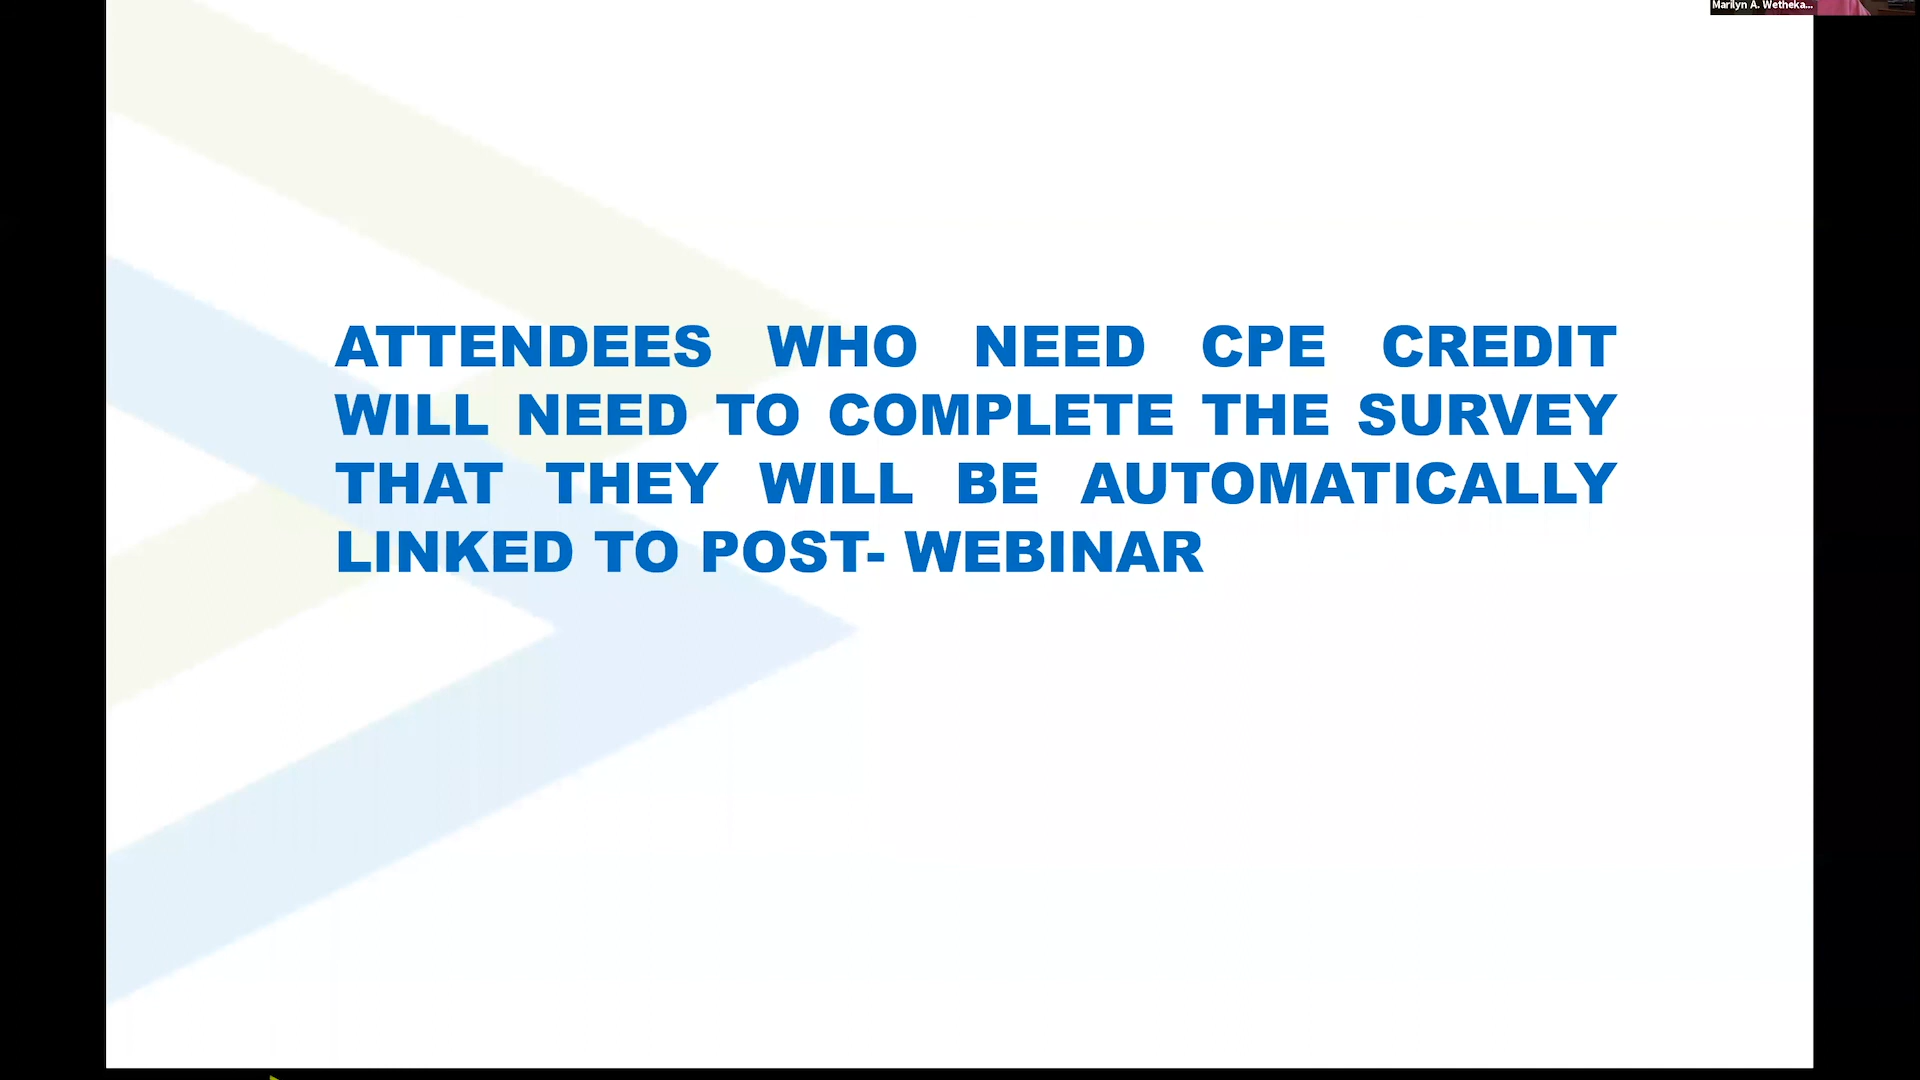 Marilyn A. Wetheka...
ATTENDEES WHO NEED CPE CREDIT
WILL NEED TO COMPLETE THE SURVEY
THAT THEY WILL BE AUTOMATICALLY
LINKED TO POST- WEBINAR